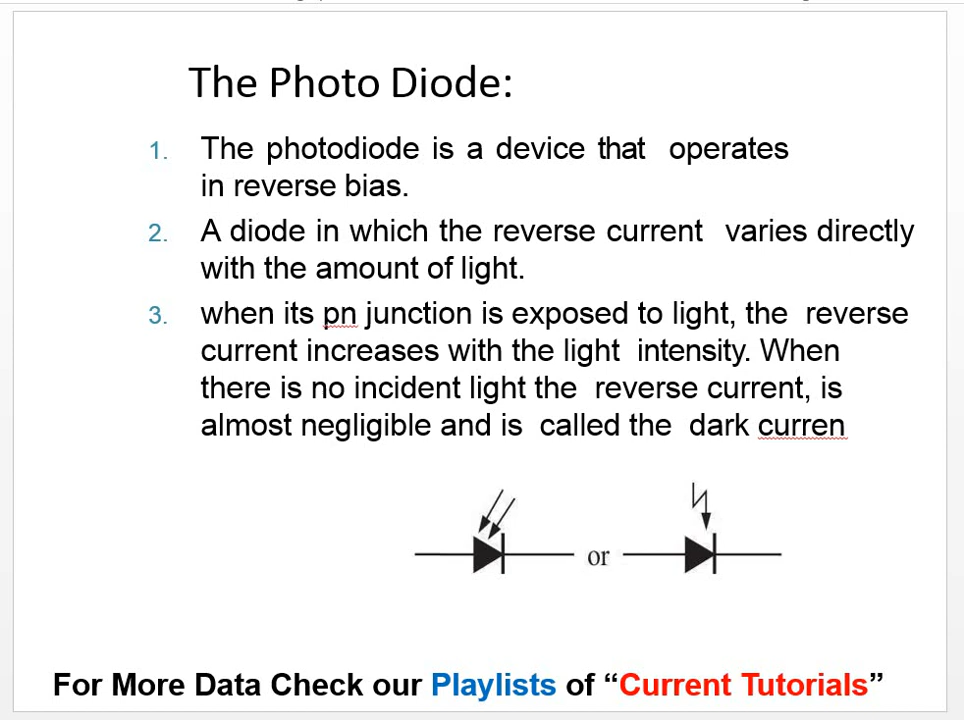 The Photo Diode:
1. The photodiode is a device that operates
in reverse bias.
2. A diode in which the reverse current varies directly
with the amount of light.
3. when its pn junction is exposed to light, the reverse
current increases with the light intensity. When
there is no incident light the reverse current, is
almost negligible and is called the dark curren
or
For More Data Check our Playlists of “Current Tutorials”